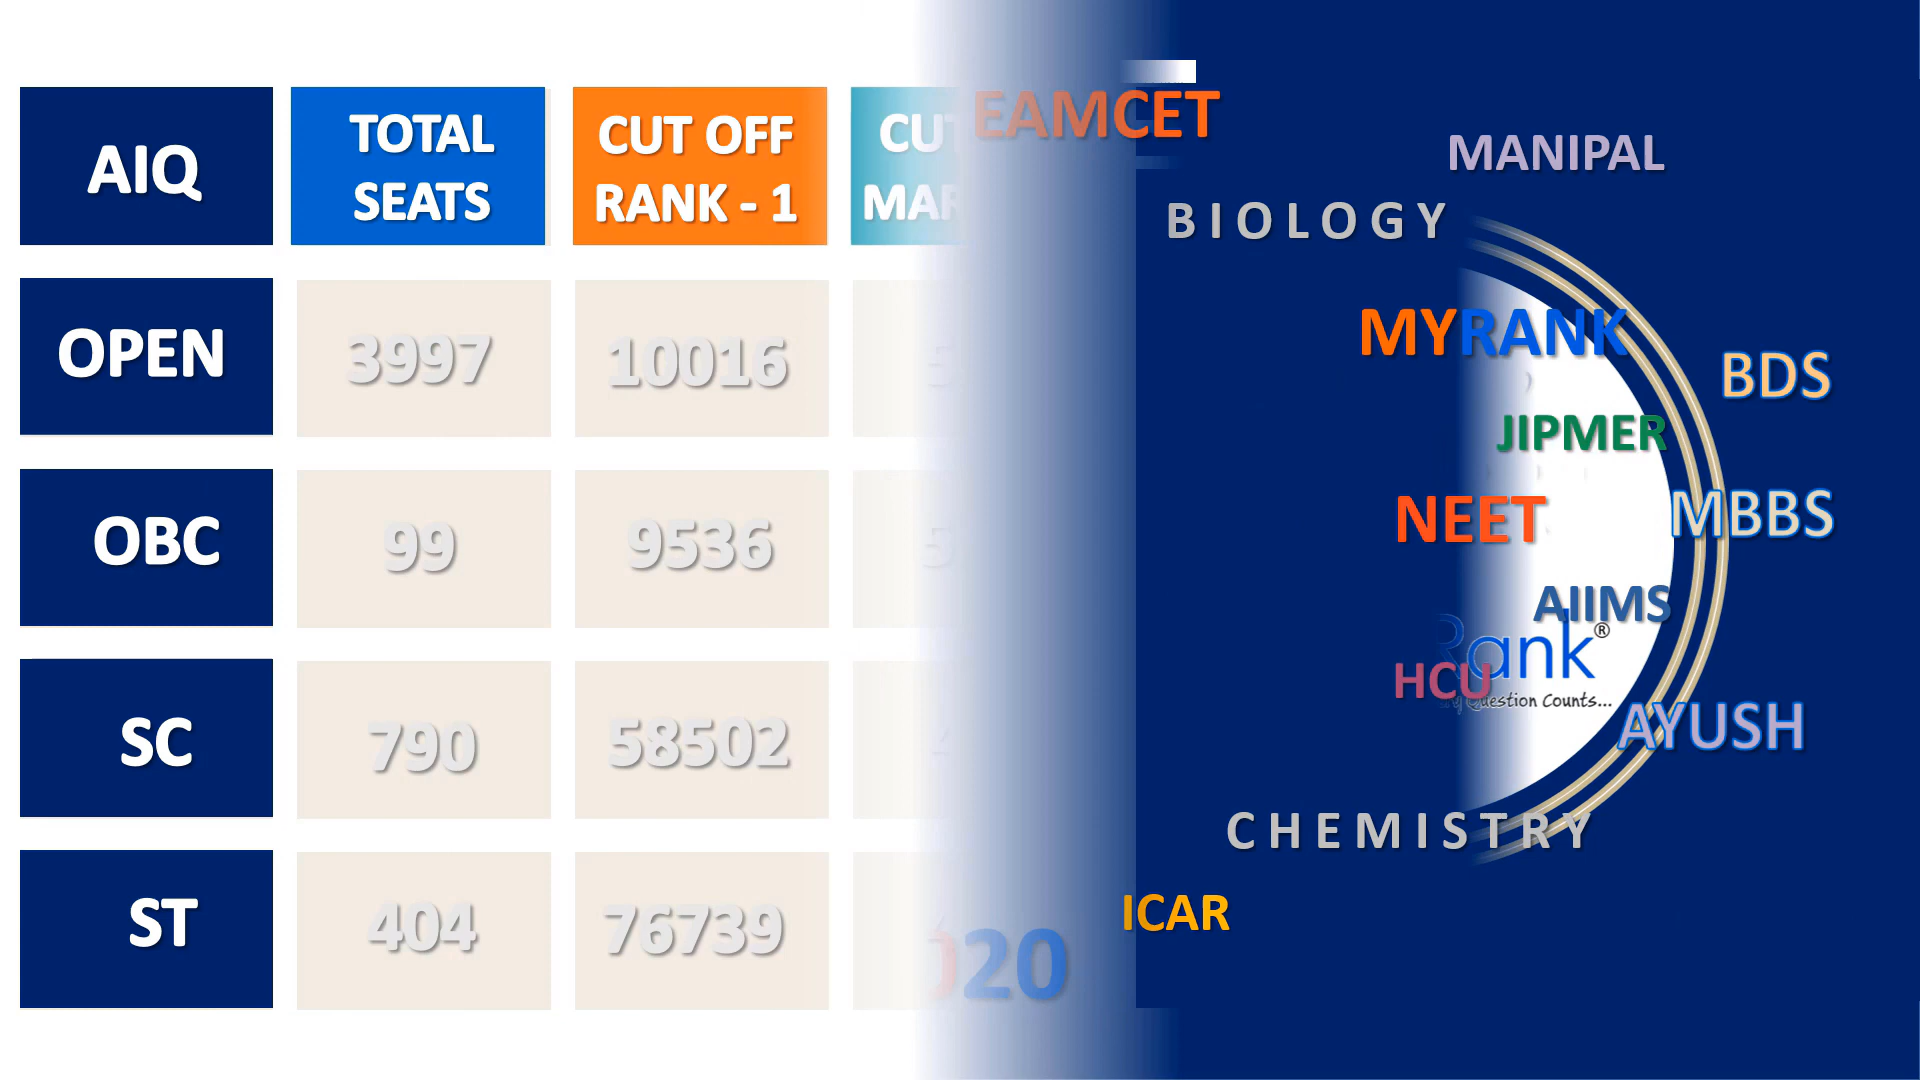 AIQ
TOTAL
SEATS
CUT OFF
RANK - 1
OPEN
3997
10016
OBC
99
9536
SC
790
58502
ST
404
76739
EAMCET
MANIPAL
BIOLOGY
MYRANK
BDS
JIPMER
NEET
MBBS
AIIMS
Rank®
HCU
Question Counts...
AYUSH
CHEMISTRY
ICAR
020